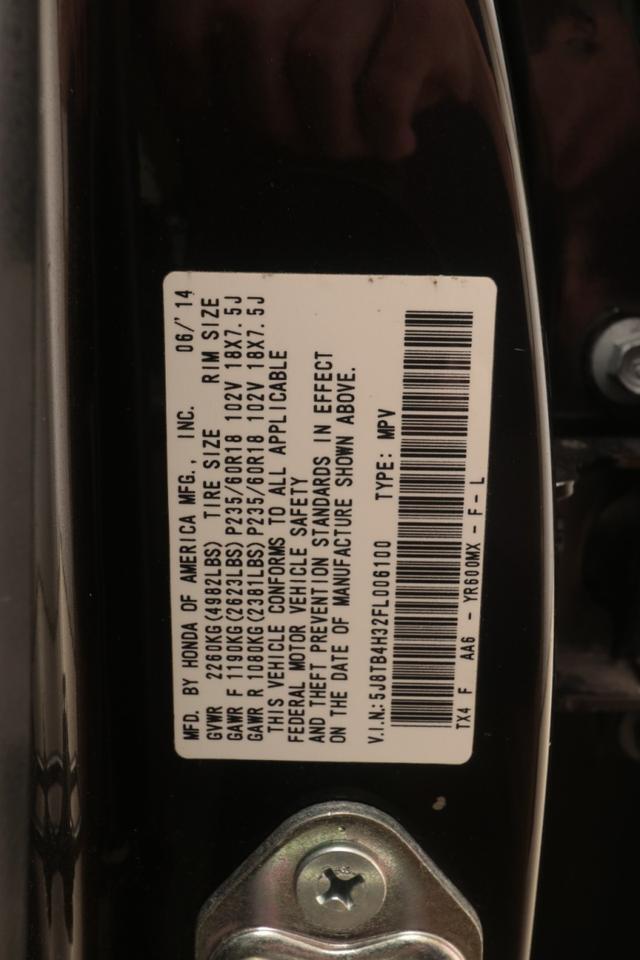 MFD. BY HONDA OF AMERICA MFG., INC. 06/'14
GVWR 2260KG(4982LBS) TIRE SIZE RIM SIZE
GAWR F 1190KG(2623LBS) P235/60R18 102V 18X7.5J
GAWR R 1080KG(2381LBS) P235/60R18 102V 18X7.5J
THIS VEHICLE CONFORMS TO ALL APPLICABLE
FEDERAL MOTOR VEHICLE SAFETY
AND THEFT PREVENTION STANDARDS IN EFFECT
ON THE DATE OF MANUFACTURE SHOWN ABOVE.
V.I.N.: 5J8TB4H32FL006100 TYPE: MPV
TX4 F AA6 - YR600MX - F - L